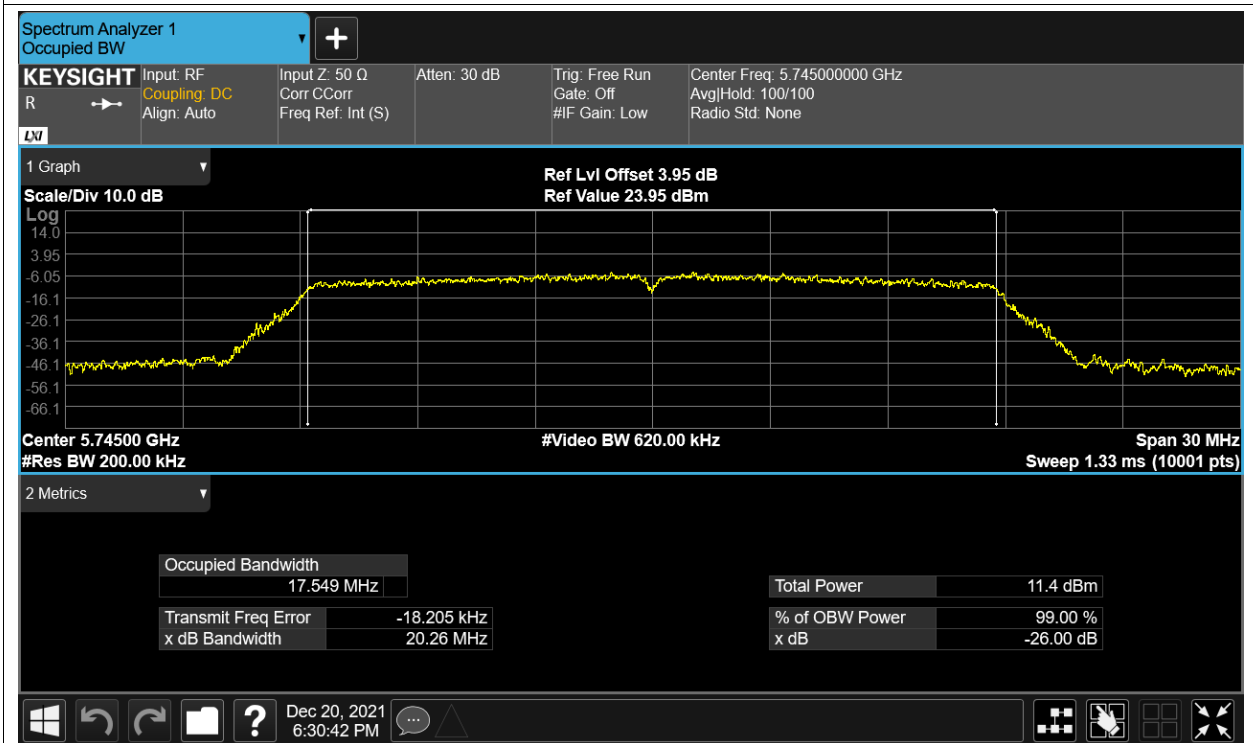 Spectrum Analyzer 1
Occupied BW
+
KEYSIGHT
R
LXI
Input: RF
Coupling: DC
Align: Auto
Input Z: 50 Ω
Corr CCorr
Freq Ref: Int (S)
Atten: 30 dB
Trig: Free Run
Gate: Off
#IF Gain: Low
Center Freq: 5.745000000 GHz
Avg|Hold: 100/100
Radio Std: None
1 Graph
Scale/Div 10.0 dB
Ref Lvl Offset 3.95 dB
Ref Value 23.95 dBm
Log
14.0
3.95
-6.05
-16.1
-26.1
-36.1
-46.1
-56.1
-66.1
Center 5.74500 GHz
#Video BW 620.00 kHz
Span 30 MHz
#Res BW 200.00 kHz
Sweep 1.33 ms (10001 pts)
2 Metrics
Occupied Bandwidth
17.549 MHz
Total Power 11.4 dBm
Transmit Freq Error -18.205 kHz
% of OBW Power 99.00 %
x dB Bandwidth 20.26 MHz
x dB -26.00 dB
?
Dec 20, 2021
6:30:42 PM